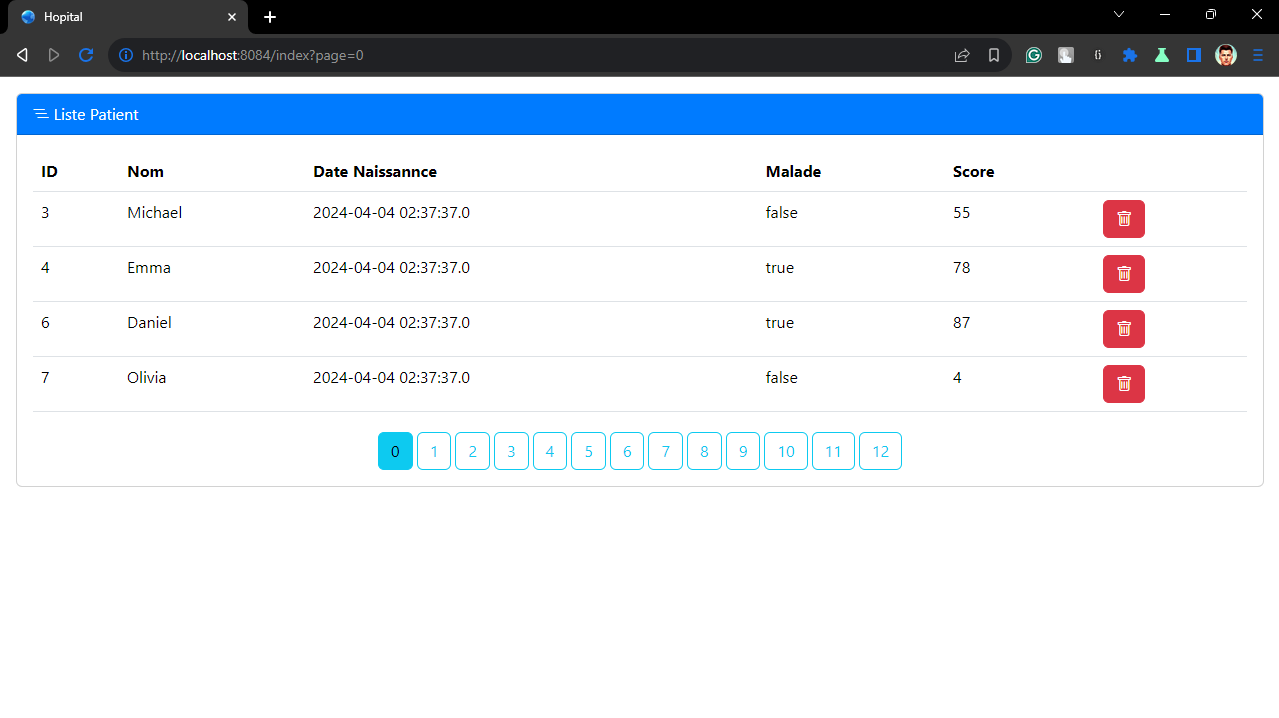 Hopital
http://localhost:8084/index?page=0
Liste Patient
ID Nom Date Naissannce Malade Score
3 Michael 2024-04-04 02:37:37.0 false 55
4 Emma 2024-04-04 02:37:37.0 true 78
6 Daniel 2024-04-04 02:37:37.0 true 87
7 Olivia 2024-04-04 02:37:37.0 false 4
0 1 2 3 4 5 6 7 8 9 10 11 12